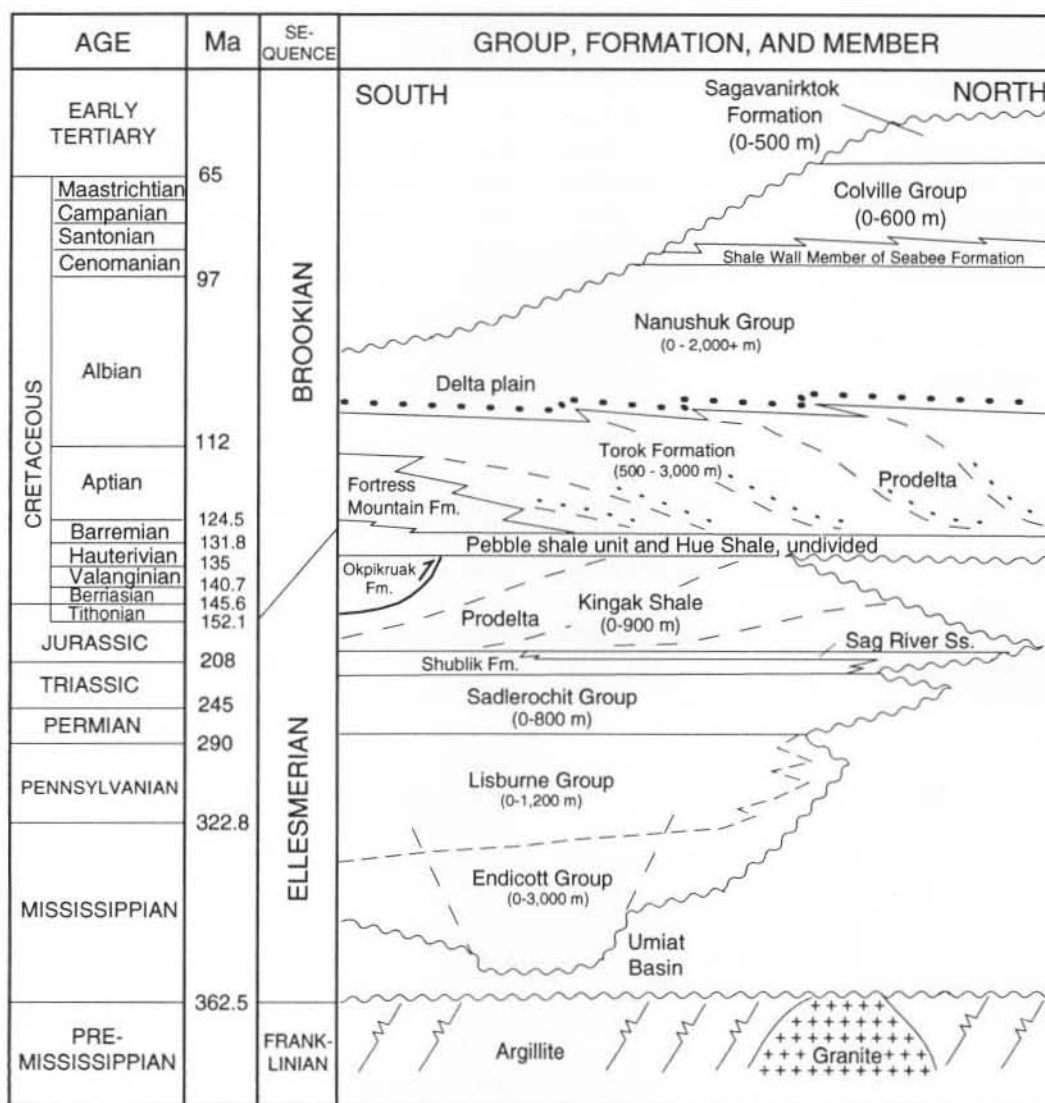 AGE
Ma
SE-
QUENCE
GROUP, FORMATION, AND MEMBER
EARLY
TERTIARY
65
CRETACEOUS
Maastrichtian
Campanian
Santonian
Cenomanian
97
Albian
112
Aptian
124.5
Barremian
131.8
Hauterivian
135
Valanginian
140.7
Berriasian
145.6
Tithonian
152.1
JURASSIC
208
TRIASSIC
245
PERMIAN
290
PENNSYLVANIAN
322.8
MISSISSIPPIAN
362.5
PRE-
MISSISSIPPIAN
BROOKIAN
ELLESMERIAN
FRANK-
LINIAN
SOUTH
NORTH
Sagavanirktok
Formation
(0-500 m)
Colville Group
(0-600 m)
Shale Wall Member of Seabee Formation
Nanushuk Group
(0 - 2,000+ m)
Delta plain
Torok Formation
(500 - 3,000 m)
Prodelta
Fortress
Mountain Fm.
Pebble shale unit and Hue Shale, undivided
Okpikruak
Fm.
Kingak Shale
(0-900 m)
Prodelta
Sag River Ss.
Shublik Fm.
Sadlerochit Group
(0-800 m)
Lisburne Group
(0-1,200 m)
Endicott Group
(0-3,000 m)
Umiat
Basin
Argillite
Granite